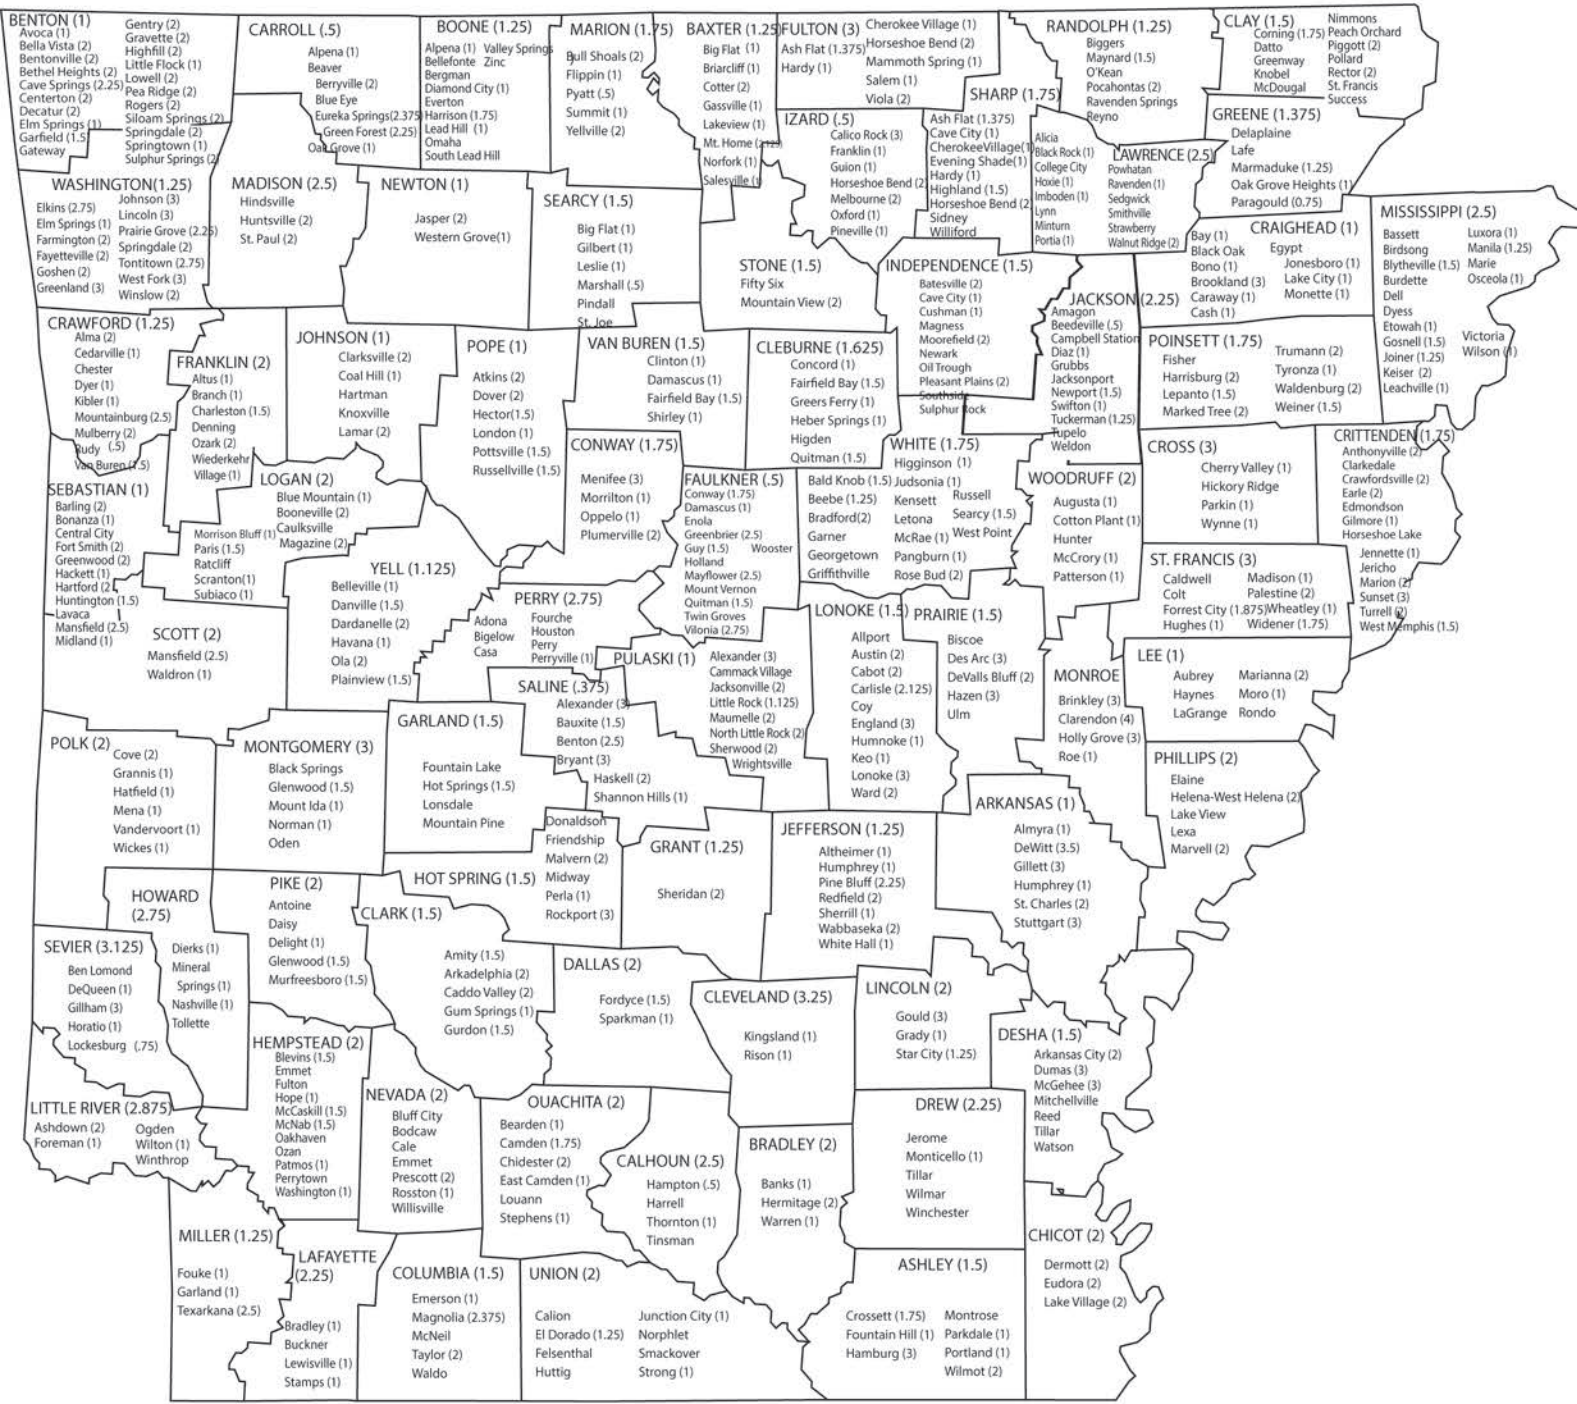 BENTON (1)
Avoca (1)
Bella Vista (2)
Bentonville (2)
Bethel Heights (2)
Cave Springs (2.25)
Centerton (2)
Decatur (2)
Elm Springs (1)
Garfield (1.5)
Gateway
Gentry (2)
Gravette (2)
Highfill (2)
Little Flock (1)
Lowell (2)
Pea Ridge (2)
Rogers (2)
Siloam Springs (2)
Springdale (2)
Springtown (1)
Sulphur Springs (2)
CARROLL (.5)
Alpena (1)
Beaver
Berryville (2)
Blue Eye
Eureka Springs(2.375)
Green Forest (2.25)
Oak Grove (1)
BOONE (1.25)
Alpena (1)
Bellefonte
Bergman
Diamond City (1)
Everton
Harrison (1.75)
Lead Hill (1)
Omaha
South Lead Hill
Valley Springs
Zinc
MARION (1.75)
Bull Shoals (2)
Flippin (1)
Pyatt (.5)
Summit (1)
Yellville (2)
BAXTER (1.25)
Big Flat (1)
Briarcliff (1)
Cotter (2)
Gassville (1)
Lakeview (1)
Mt. Home (2.125)
Norfork (1)
Salesville (1)
FULTON (3)
Ash Flat (1.375)
Hardy (1)
Cherokee Village (1)
Horseshoe Bend (2)
Mammoth Spring (1)
Salem (1)
Viola (2)
IZARD (.5)
Calico Rock (3)
Franklin (1)
Guion (1)
Horseshoe Bend (2)
Melbourne (2)
Oxford (1)
Pineville (1)
SHARP (1.75)
Ash Flat (1.375)
Cave City (1)
CherokeeVillage(1)
Evening Shade(1)
Hardy (1)
Highland (1.5)
Horseshoe Bend (2)
Sidney
Williford
RANDOLPH (1.25)
Biggers
Maynard (1.5)
O'Kean
Pocahontas (2)
Ravenden Springs
Reyno
CLAY (1.5)
Corning (1.75)
Datto
Greenway
Knobel
McDougal
Nimmons
Peach Orchard
Piggott (2)
Pollard
Rector (2)
St. Francis
Success
GREENE (1.375)
Delaplaine
Lafe
Marmaduke (1.25)
Oak Grove Heights (1)
Paragould (0.75)
LAWRENCE (2.5)
Alicia
Black Rock (1)
College City
Hoxie (1)
Imboden (1)
Lynn
Minturn
Portia (1)
Powhatan
Ravenden (1)
Sedgwick
Smithville
Strawberry
Walnut Ridge (2)
WASHINGTON(1.25)
Elkins (2.75)
Elm Springs (1)
Farmington (2)
Fayetteville (2)
Goshen (2)
Greenland (3)
Johnson (3)
Lincoln (3)
Prairie Grove (2.25)
Springdale (2)
Tontitown (2.75)
West Fork (3)
Winslow (2)
MADISON (2.5)
Hindsville
Huntsville (2)
St. Paul (2)
NEWTON (1)
Jasper (2)
Western Grove(1)
SEARCY (1.5)
Big Flat (1)
Gilbert (1)
Leslie (1)
Marshall (.5)
Pindall
St. Joe
STONE (1.5)
Fifty Six
Mountain View (2)
INDEPENDENCE (1.5)
Batesville (2)
Cave City (1)
Cushman (1)
Magness
Moorefield (2)
Newark
Oil Trough
Pleasant Plains (2)
Southside
Sulphur Rock
JACKSON (2.25)
Amagon
Beedeville (.5)
Campbell Station
Diaz (1)
Grubbs
Jacksonport
Newport (1.5)
Swifton (1)
Tuckerman (1.25)
Tupelo
Weldon
CRAIGHEAD (1)
Bay (1)
Black Oak
Bono (1)
Brookland (3)
Caraway (1)
Cash (1)
Egypt
Jonesboro (1)
Lake City (1)
Monette (1)
MISSISSIPPI (2.5)
Bassett
Birdsong
Blytheville (1.5)
Burdette
Dell
Dyess
Etowah (1)
Gosnell (1.5)
Joiner (1.25)
Keiser (2)
Leachville (1)
Luxora (1)
Manila (1.25)
Marie
Osceola (1)
Victoria
Wilson (1)
POINSETT (1.75)
Fisher
Harrisburg (2)
Lepanto (1.5)
Marked Tree (2)
Trumann (2)
Tyronza (1)
Waldenburg (2)
Weiner (1.5)
CRAWFORD (1.25)
Alma (2)
Cedarville (1)
Chester
Dyer (1)
Kibler (1)
Mountainburg (2.5)
Mulberry (2)
Rudy (.5)
Van Buren (1.5)
FRANKLIN (2)
Altus (1)
Branch (1)
Charleston (1.5)
Denning
Ozark (2)
Wiederkehr
Village (1)
JOHNSON (1)
Clarksville (2)
Coal Hill (1)
Hartman
Knoxville
Lamar (2)
POPE (1)
Atkins (2)
Dover (2)
Hector(1.5)
London (1)
Pottsville (1.5)
Russellville (1.5)
VAN BUREN (1.5)
Clinton (1)
Damascus (1)
Fairfield Bay (1.5)
Shirley (1)
CLEBURNE (1.625)
Concord (1)
Fairfield Bay (1.5)
Greers Ferry (1)
Heber Springs (1)
Higden
Quitman (1.5)
CONWAY (1.75)
Menifee (3)
Morrilton (1)
Oppelo (1)
Plumerville (2)
FAULKNER (.5)
Conway (1.75)
Damascus (1)
Enola
Greenbrier (2.5)
Guy (1.5) Wooster
Holland
Mayflower (2.5)
Mount Vernon
Quitman (1.5)
Twin Groves
Vilonia (2.75)
WHITE (1.75)
Bald Knob (1.5)
Beebe (1.25)
Bradford(2)
Garner
Georgetown
Griffithville
Higginson (1)
Judsonia (1)
Kensett
Letona
McRae (1)
Pangburn (1)
Rose Bud (2)
Russell
Searcy (1.5)
West Point
WOODRUFF (2)
Augusta (1)
Cotton Plant (1)
Hunter
McCrory (1)
Patterson (1)
CROSS (3)
Cherry Valley (1)
Hickory Ridge
Parkin (1)
Wynne (1)
CRITTENDEN (1.75)
Anthonyville (2)
Clarkedale
Crawfordsville (2)
Earle (2)
Edmondson
Gilmore (1)
Horseshoe Lake
Jennette (1)
Jericho
Marion (2)
Sunset (3)
Turrell (2)
West Memphis (1.5)
ST. FRANCIS (3)
Caldwell
Colt
Forrest City (1.875)
Hughes (1)
Madison (1)
Palestine (2)
Wheatley (1)
Widener (1.75)
SEBASTIAN (1)
Barling (2)
Bonanza (1)
Central City
Fort Smith (2)
Greenwood (2)
Hackett (1)
Hartford (2)
Huntington (1.5)
Lavaca
Mansfield (2.5)
Midland (1)
LOGAN (2)
Blue Mountain (1)
Booneville (2)
Caulksville
Magazine (2)
Morrison Bluff (1)
Paris (1.5)
Ratcliff
Scranton(1)
Subiaco (1)
SCOTT (2)
Mansfield (2.5)
Waldron (1)
YELL (1.125)
Belleville (1)
Danville (1.5)
Dardanelle (2)
Havana (1)
Ola (2)
Plainview (1.5)
PERRY (2.75)
Adona
Bigelow
Casa
Fourche
Houston
Perry
Perryville (1)
PULASKI (1)
Alexander (3)
Cammack Village
Jacksonville (2)
Little Rock (1.125)
Maumelle (2)
North Little Rock (2)
Sherwood (2)
Wrightsville
SALINE (.375)
Alexander (3)
Bauxite (1.5)
Benton (2.5)
Bryant (3)
Haskell (2)
Shannon Hills (1)
LONOKE (1.5)
Allport
Austin (2)
Cabot (2)
Carlisle (2.125)
Coy
England (3)
Humnoke (1)
Keo (1)
Lonoke (3)
Ward (2)
PRAIRIE (1.5)
Biscoe
Des Arc (3)
DeValls Bluff (2)
Hazen (3)
Ulm
MONROE
Brinkley (3)
Clarendon (4)
Holly Grove (3)
Roe (1)
LEE (1)
Aubrey
Haynes
LaGrange
Marianna (2)
Moro (1)
Rondo
PHILLIPS (2)
Elaine
Helena-West Helena (2)
Lake View
Lexa
Marvell (2)
POLK (2)
Cove (2)
Grannis (1)
Hatfield (1)
Mena (1)
Vandervoort (1)
Wickes (1)
MONTGOMERY (3)
Black Springs
Glenwood (1.5)
Mount Ida (1)
Norman (1)
Oden
GARLAND (1.5)
Fountain Lake
Hot Springs (1.5)
Lonsdale
Mountain Pine
HOT SPRING (1.5)
Donaldson
Friendship
Malvern (2)
Midway
Perla (1)
Rockport (3)
GRANT (1.25)
Sheridan (2)
JEFFERSON (1.25)
Altheimer (1)
Humphrey (1)
Pine Bluff (2.25)
Redfield (2)
Sherrill (1)
Wabbaseka (2)
White Hall (1)
ARKANSAS (1)
Almyra (1)
DeWitt (3.5)
Gillett (3)
Humphrey (1)
St. Charles (2)
Stuttgart (3)
HOWARD
(2.75)
Dierks (1)
Mineral
Springs (1)
Nashville (1)
Tollette
PIKE (2)
Antoine
Daisy
Delight (1)
Glenwood (1.5)
Murfreesboro (1.5)
CLARK (1.5)
Amity (1.5)
Arkadelphia (2)
Caddo Valley (2)
Gum Springs (1)
Gurdon (1.5)
SEVIER (3.125)
Ben Lomond
DeQueen (1)
Gillham (3)
Horatio (1)
Lockesburg (.75)
DALLAS (2)
Fordyce (1.5)
Sparkman (1)
CLEVELAND (3.25)
Kingsland (1)
Rison (1)
LINCOLN (2)
Gould (3)
Grady (1)
Star City (1.25)
DESHA (1.5)
Arkansas City (2)
Dumas (3)
McGehee (3)
Mitchellville
Reed
Tillar
Watson
LITTLE RIVER (2.875)
Ashdown (2)
Foreman (1)
Ogden
Wilton (1)
Winthrop
HEMPSTEAD (2)
Blevins (1.5)
Emmet
Fulton
Hope (1)
McCaskill (1.5)
McNab (1.5)
Oakhaven
Ozan
Patmos (1)
Perrytown
Washington (1)
NEVADA (2)
Bluff City
Bodcaw
Cale
Emmet
Prescott (2)
Rosston (1)
Willisville
OUACHITA (2)
Bearden (1)
Camden (1.75)
Chidester (2)
East Camden (1)
Louann
Stephens (1)
CALHOUN (2.5)
Hampton (.5)
Harrell
Thornton (1)
Tinsman
BRADLEY (2)
Banks (1)
Hermitage (2)
Warren (1)
DREW (2.25)
Jerome
Monticello (1)
Tillar
Wilmar
Winchester
MILLER (1.25)
Fouke (1)
Garland (1)
Texarkana (2.5)
LAFAYETTE
(2.25)
Bradley (1)
Buckner
Lewisville (1)
Stamps (1)
COLUMBIA (1.5)
Emerson (1)
Magnolia (2.375)
McNeil
Taylor (2)
Waldo
UNION (2)
Calion
El Dorado (1.25)
Felsenthal
Huttig
Junction City (1)
Norphlet
Smackover
Strong (1)
ASHLEY (1.5)
Crossett (1.75)
Fountain Hill (1)
Hamburg (3)
Montrose
Parkdale (1)
Portland (1)
Wilmot (2)
CHICOT (2)
Dermott (2)
Eudora (2)
Lake Village (2)